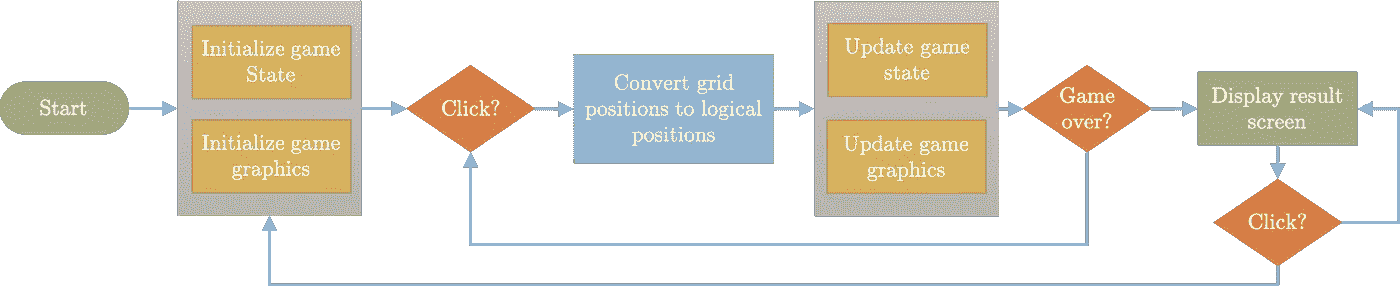 Start
Initialize game
State
Initialize game
graphics
Click?
Convert grid
positions to logical
positions
Update game
state
Update game
graphics
Game
over?
Display result
screen
Click?